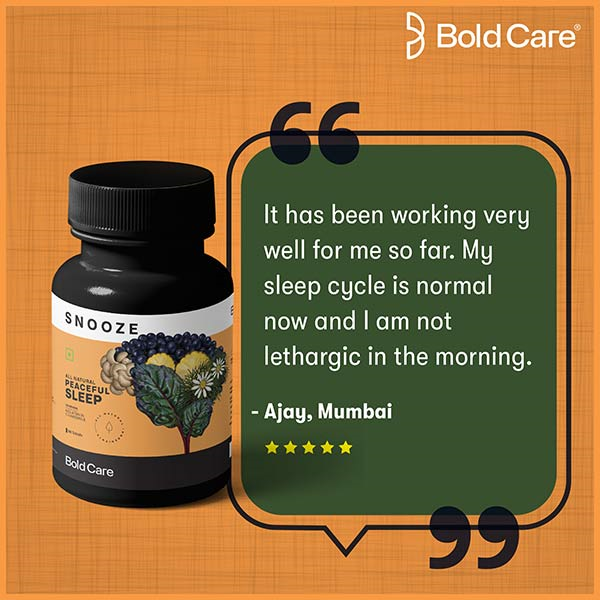 Bold Care®
It has been working very
well for me so far. My
sleep cycle is normal
now and I am not
lethargic in the morning.
- Ajay, Mumbai
SNOOZE
ALL-NATURAL
PEACEFUL
SLEEP
Bold Care